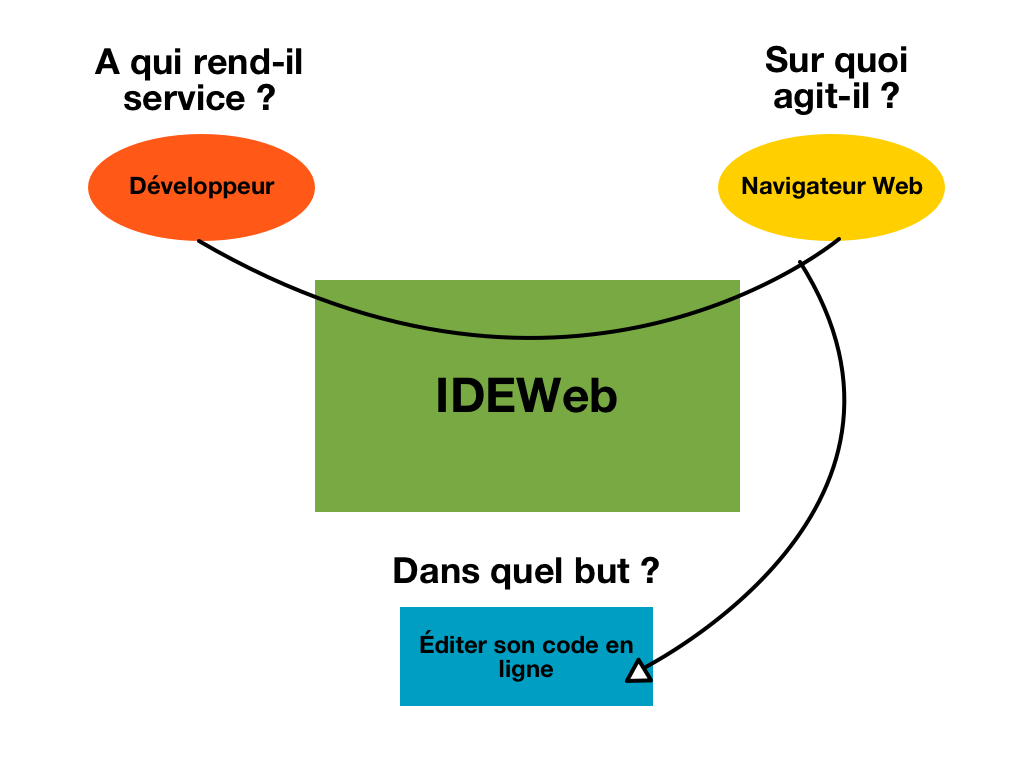 A qui rend-il
service ?
Sur quoi
agit-il ?
Développeur
Navigateur Web
IDEWeb
Dans quel but ?
Éditer son code en
ligne